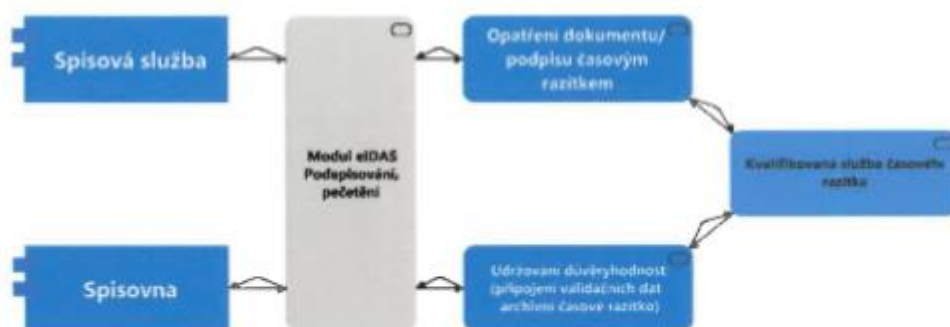 Spisová služba
Opatření dokumentu/
podpisu časovým
razítkem
Modul eIDAS
Podepisování,
pečetění
Kvalifikovaná služba časového
razítka
Spisovna
Udržování důvěryhodnost
(připojení validačních dat
archivní časové razítko)